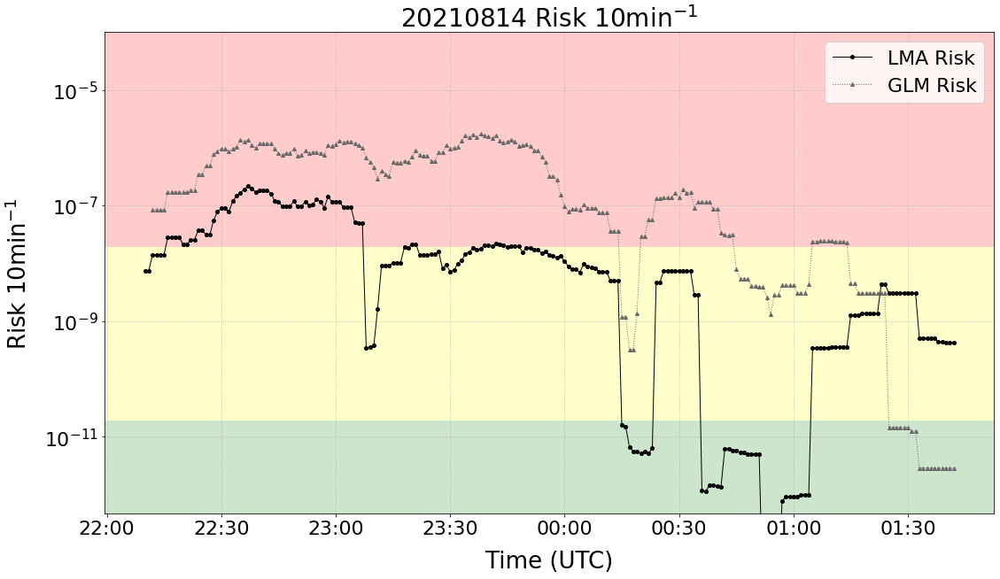 20210814 Risk 10min⁻¹
LMA Risk
GLM Risk
Risk 10min⁻¹
10⁻⁵
10⁻⁷
10⁻⁹
10⁻¹¹
22:00 22:30 23:00 23:30 00:00 00:30 01:00 01:30
Time (UTC)